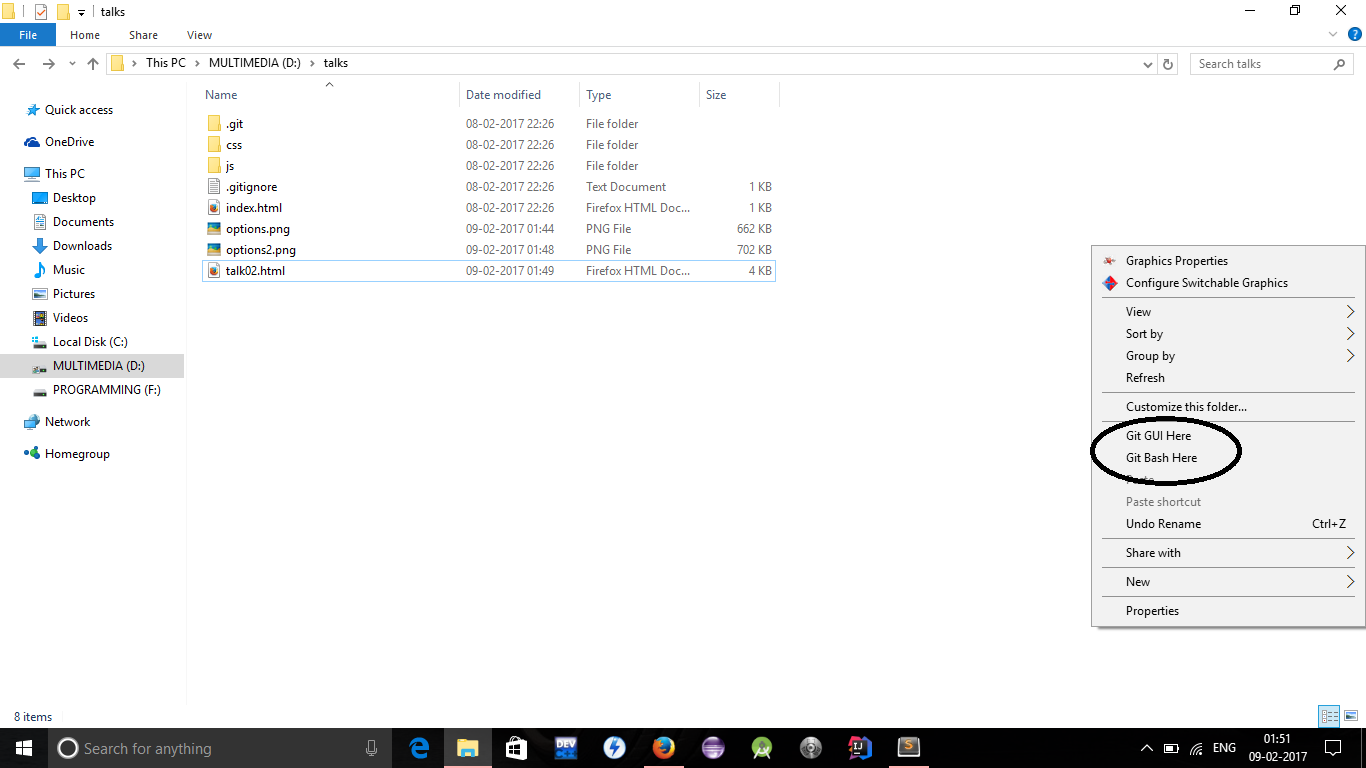 talks
File Home Share View
This PC MULTIMEDIA (D:) talks
Search talks
Name Date modified Type Size
Quick access
OneDrive
This PC
Desktop
Documents
Downloads
Music
Pictures
Videos
Local Disk (C:)
MULTIMEDIA (D:)
PROGRAMMING (F:)
Network
Homegroup
.git 08-02-2017 22:26 File folder
css 08-02-2017 22:26 File folder
js 08-02-2017 22:26 File folder
.gitignore 08-02-2017 22:26 Text Document 1 KB
index.html 08-02-2017 22:26 Firefox HTML Doc... 1 KB
options.png 09-02-2017 01:44 PNG File 662 KB
options2.png 09-02-2017 01:48 PNG File 702 KB
talk02.html 09-02-2017 01:49 Firefox HTML Doc... 4 KB
Graphics Properties
Configure Switchable Graphics
View
Sort by
Group by
Refresh
Customize this folder...
Git GUI Here
Git Bash Here
Paste
Paste shortcut
Undo Rename Ctrl+Z
Share with
New
Properties
8 items
Search for anything
DEV
IJ
ENG
01:51
09-02-2017